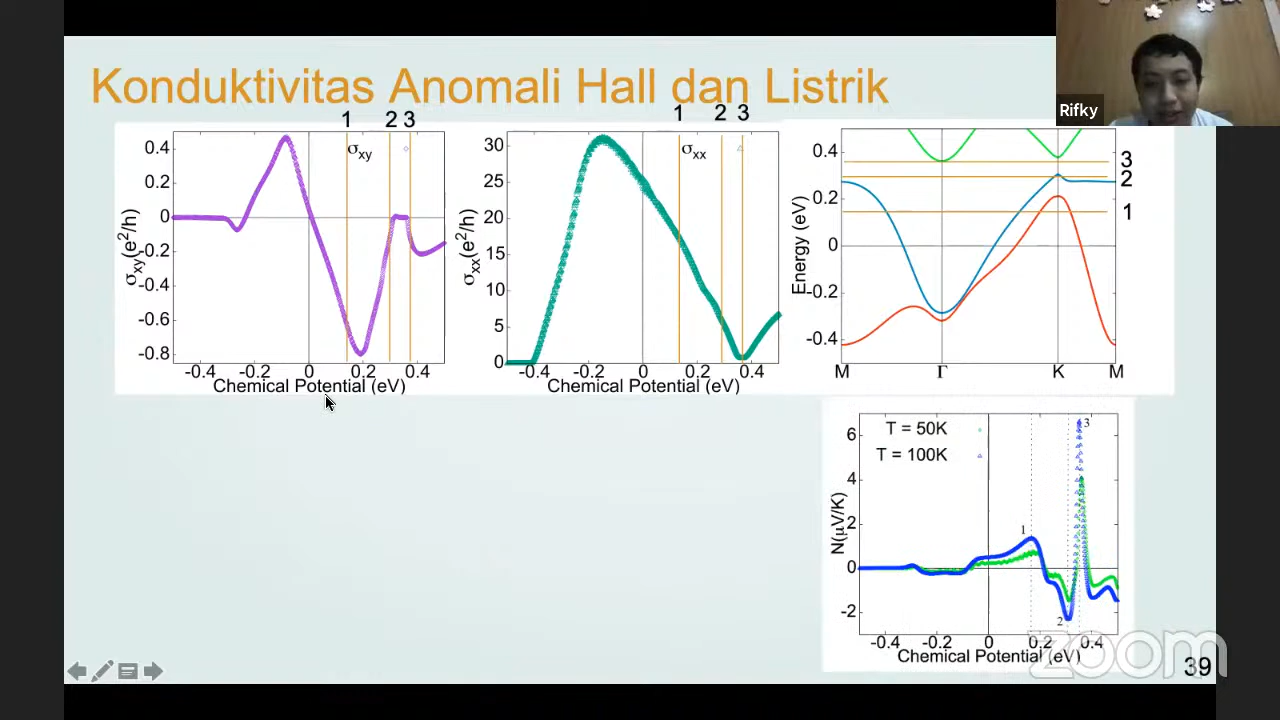 Konduktivitas Anomali Hall dan Listrik
Rifky
1 2 3
σxy
0.4
0.2
0
-0.2
-0.4
-0.6
-0.8
σxy(e²/h)
-0.4 -0.2 0 0.2 0.4
Chemical Potential (eV)
1 2 3
σxx
30
25
20
15
10
5
0
σxx(e²/h)
-0.4 -0.2 0 0.2 0.4
Chemical Potential (eV)
0.4
0.2
0
-0.2
-0.4
Energy (eV)
3
2
1
M Γ K M
T = 50K
T = 100K
6
4
2
0
-2
N(μV/K)
1
2
3
-0.4 -0.2 0 0.2 0.4
Chemical Potential (eV)
zoom
39